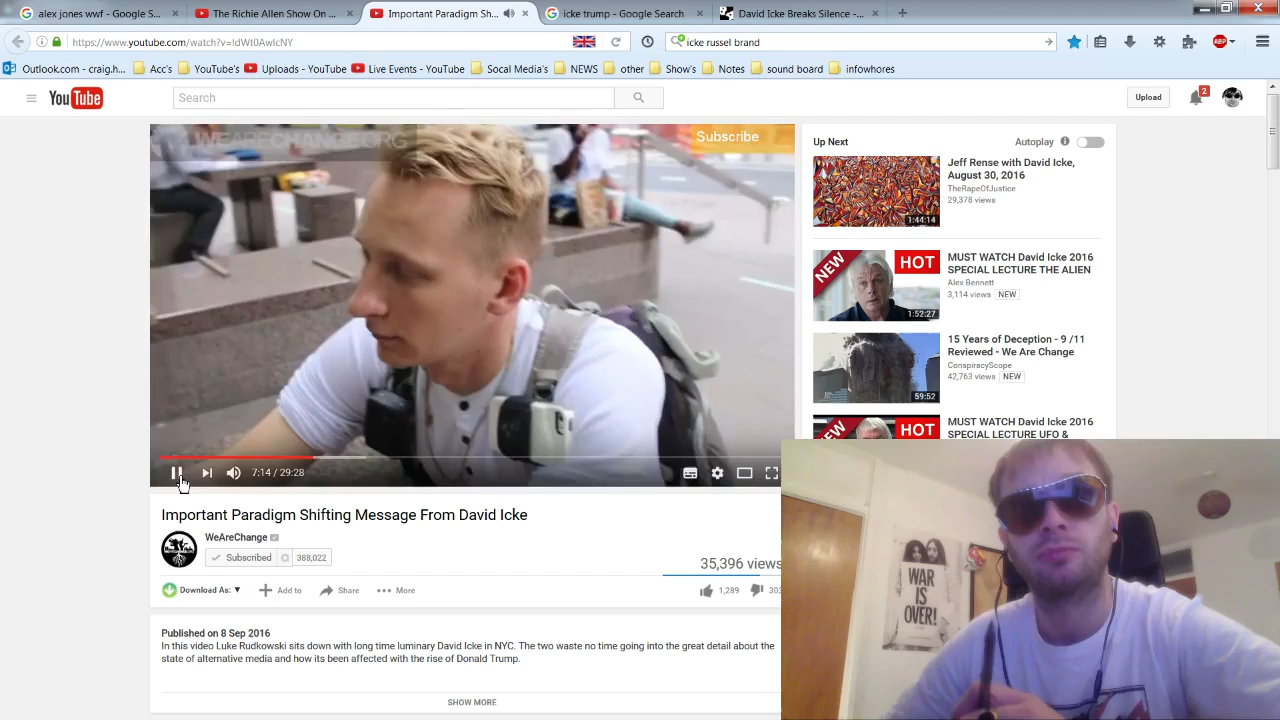 alex jones wwf - Google S...
The Richie Allen Show On ...
Important Paradigm Sh...
icke trump - Google Search
David Icke Breaks Silence -...
https://www.youtube.com/watch?v=IdWt0AwIcNY
icke russel brand
ABP
Outlook.com - craig.h...
Acc's
YouTube's
Uploads - YouTube
Live Events - YouTube
Socal Media's
NEWS
other
Show's
Notes
sound board
infowhores
YouTube
Search
Upload
2
WEARECHANGE.ORG
Subscribe
7:14 / 29:28
Up Next
Autoplay
Jeff Rense with David Icke,
August 30, 2016
TheRapeOfJustice
29,378 views
1:44:14
NEW
HOT
MUST WATCH David Icke 2016
SPECIAL LECTURE THE ALIEN
Alex Bennett
3,114 views NEW
1:52:27
15 Years of Deception - 9 /11
Reviewed - We Are Change
ConspiracyScope
42,763 views NEW
59:52
NEW
HOT
MUST WATCH David Icke 2016
SPECIAL LECTURE UFO &
Important Paradigm Shifting Message From David Icke
WeAreChange
Subscribed
388,022
35,396 views
Download As: ▼
Add to
Share
More
1,289
303
Published on 8 Sep 2016
In this video Luke Rudkowski sits down with long time luminary David Icke in NYC. The two waste no time going into the great detail about the
state of alternative media and how its been affected with the rise of Donald Trump.
SHOW MORE
WAR
IS
OVER!